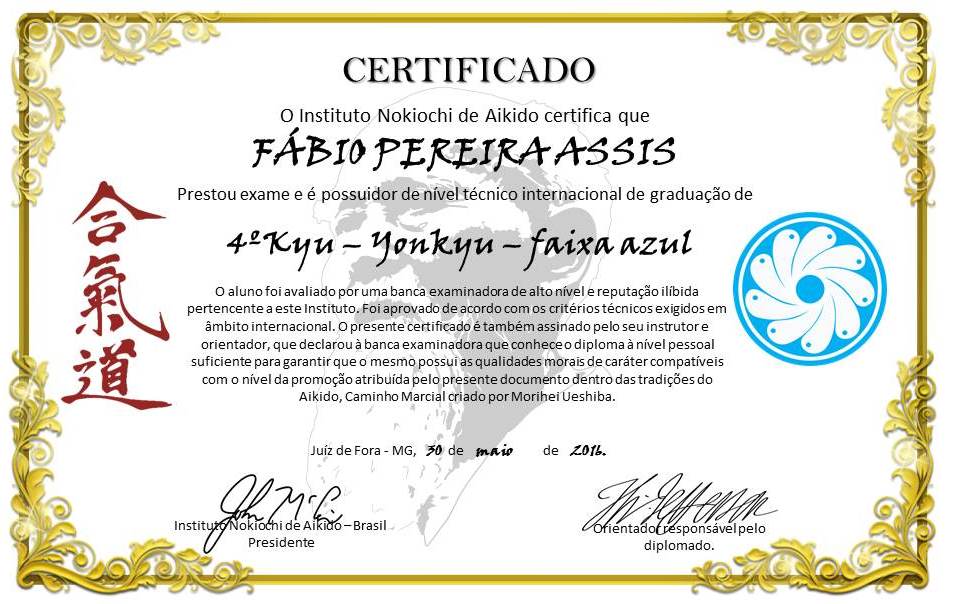 CERTIFICADO
O Instituto Nokiochi de Aikido certifica que
FÁBIO PEREIRA ASSIS
Prestou exame e é possuidor de nível técnico internacional de graduação de
4º Kyu – Yonkyu – faixa azul
合氣道
O aluno foi avaliado por uma banca examinadora de alto nível e reputação ilíbida
pertencente a este Instituto. Foi aprovado de acordo com os critérios técnicos exigidos em
âmbito internacional. O presente certificado é também assinado pelo seu instrutor e
orientador, que declarou à banca examinadora que conhece o diploma à nível pessoal
suficiente para garantir que o mesmo possui as qualidades morais de caráter compatíveis
com o nível da promoção atribuída pelo presente documento dentro das tradições do
Aikido, Caminho Marcial criado por Morihei Ueshiba.
Juíz de Fora - MG, 30 de maio de 2016.
Instituto Nokiochi de Aikido – Brasil
Presidente
Orientador responsável pelo
diplomado.